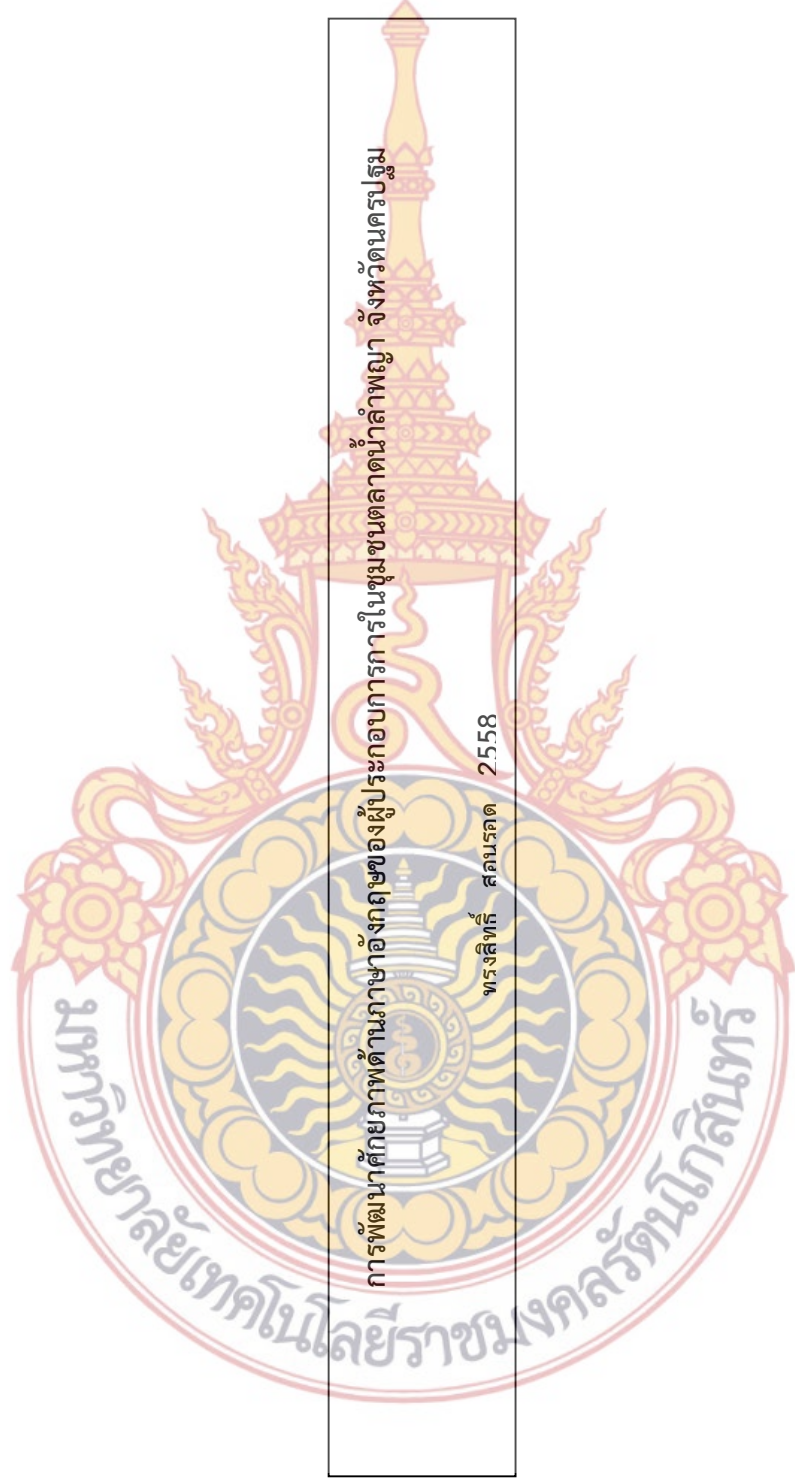 การพัฒนาศักยภาพด้านภาษาอังกฤษของผู้ประกอบการการในชุมชนตลาดน้ำลำพญา จังหวัดนครปฐม
ทรงสิทธิ์ สอนรอด 2558
มหาวิทยาลัยเทคโนโลยีราชมงคลรัตนโกสินทร์